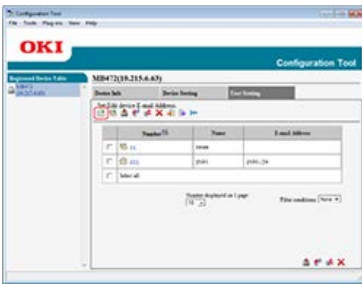 Configuration Tool
File Tools Plug-ins View Help
OKI
Configuration Tool
Registered Device Table
MB472(10.215.6.63)
MB472
Device Info Device Setting User Setting
Set/Edit device E-mail Address.
Number Name E-mail Address
Select all
Number displayed on 1 page
10
Filter conditions None